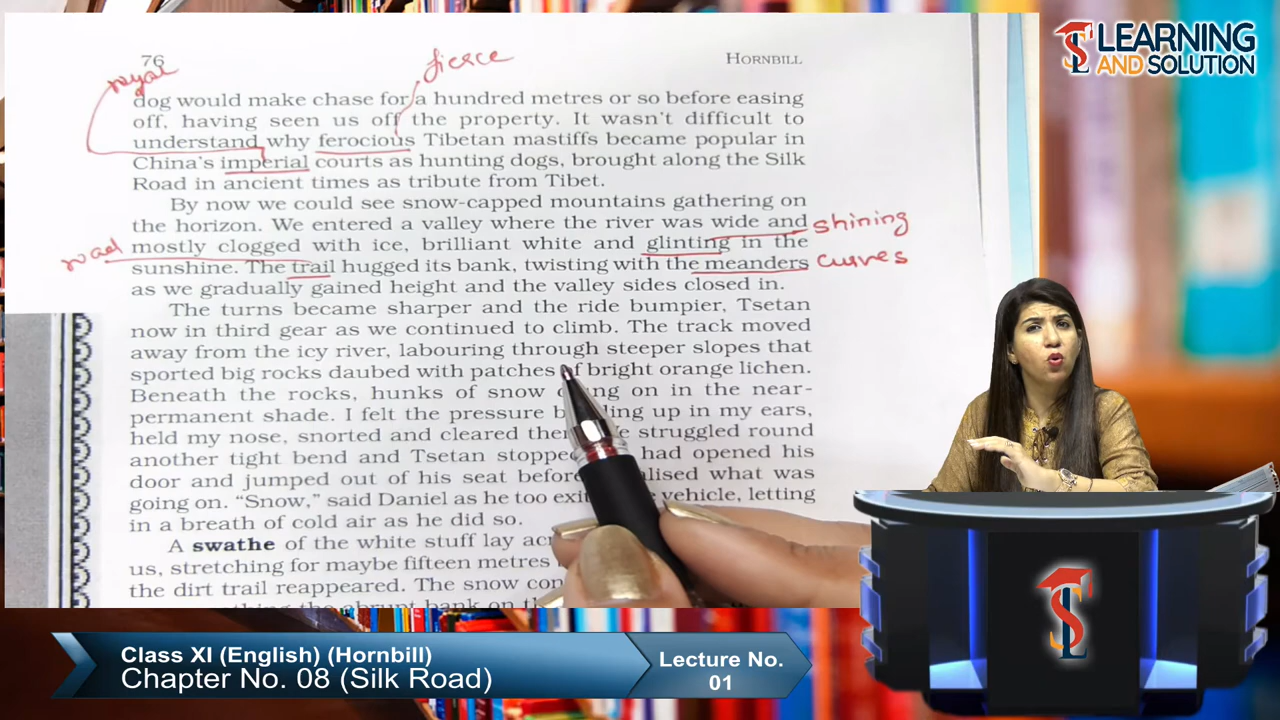 76
HORNBILL
royal
fierce
dog would make chase for a hundred metres or so before easing
off, having seen us off the property. It wasn't difficult to
understand why ferocious Tibetan mastiffs became popular in
China's imperial courts as hunting dogs, brought along the Silk
Road in ancient times as tribute from Tibet.
By now we could see snow-capped mountains gathering on
the horizon. We entered a valley where the river was wide and shining
road mostly clogged with ice, brilliant white and glinting in the
sunshine. The trail hugged its bank, twisting with the meanders curves
as we gradually gained height and the valley sides closed in.
The turns became sharper and the ride bumpier, Tsetan
now in third gear as we continued to climb. The track moved
away from the icy river, labouring through steeper slopes that
sported big rocks daubed with patches of bright orange lichen.
Beneath the rocks, hunks of snow on in the near-
permanent shade. I felt the pressure up in my ears,
held my nose, snorted and cleared struggled round
another tight bend and Tsetan stopped had opened his
door and jumped out of his seat before what was
going on. "Snow," said Daniel as he too vehicle, letting
in a breath of cold air as he did so.
A swathe of the white stuff lay
us, stretching for maybe fifteen metres
the dirt trail reappeared. The snow
LEARNING
AND SOLUTION
Class XI (English) (Hornbill)
Chapter No. 08 (Silk Road)
Lecture No.
01